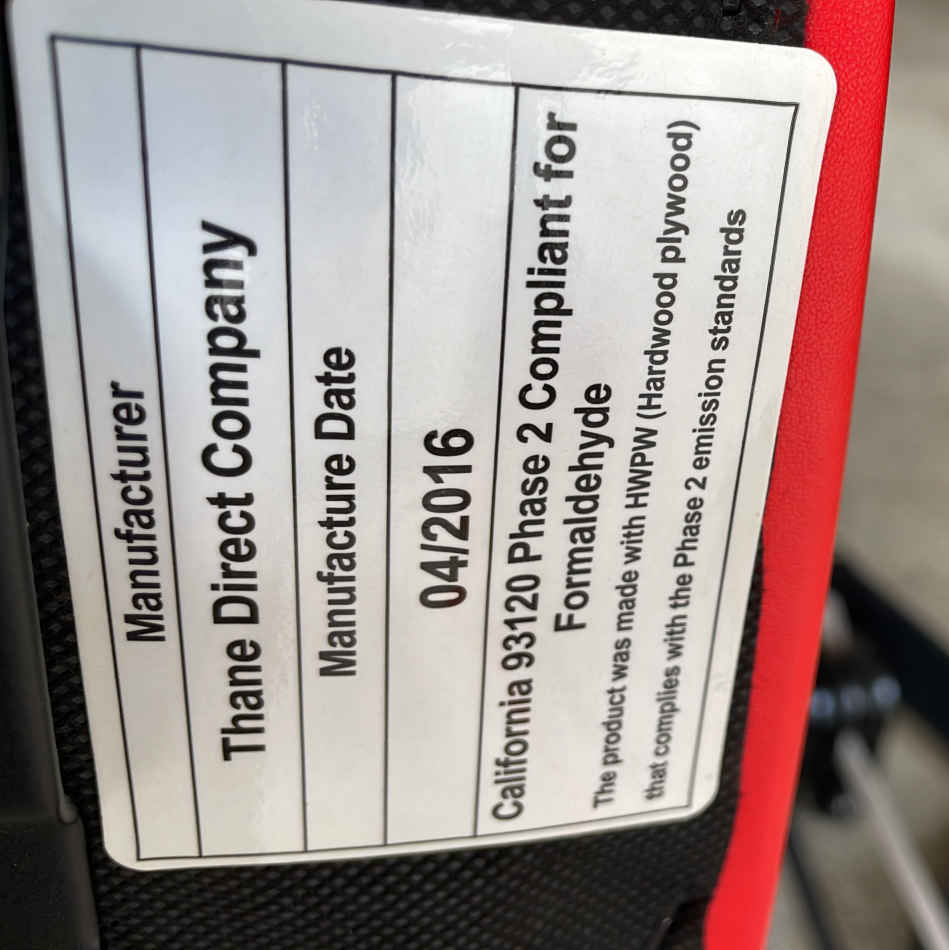 Manufacturer
Thane Direct Company
Manufacture Date
04/2016
California 93120 Phase 2 Compliant for
Formaldehyde
The product was made with HWPW (Hardwood plywood)
that complies with the Phase 2 emission standards